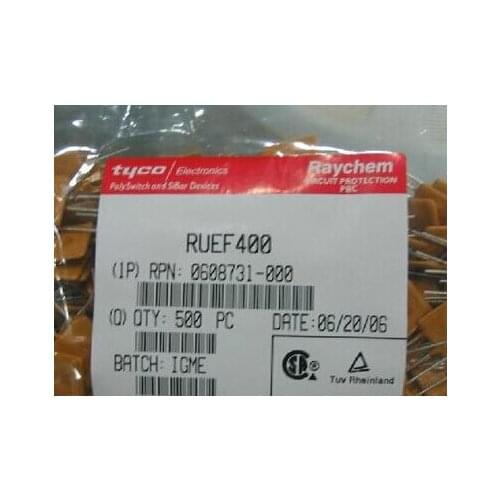 tyco / Electronics
PolySwitch and SiBar Devices
Raychem
CIRCUIT PROTECTION
PBC
RUEF400
(1P) RPN: 0608731-000
(Q) QTY: 500 PC
DATE: 06/20/06
BATCH: IGME
SA
Tuv Rheinland